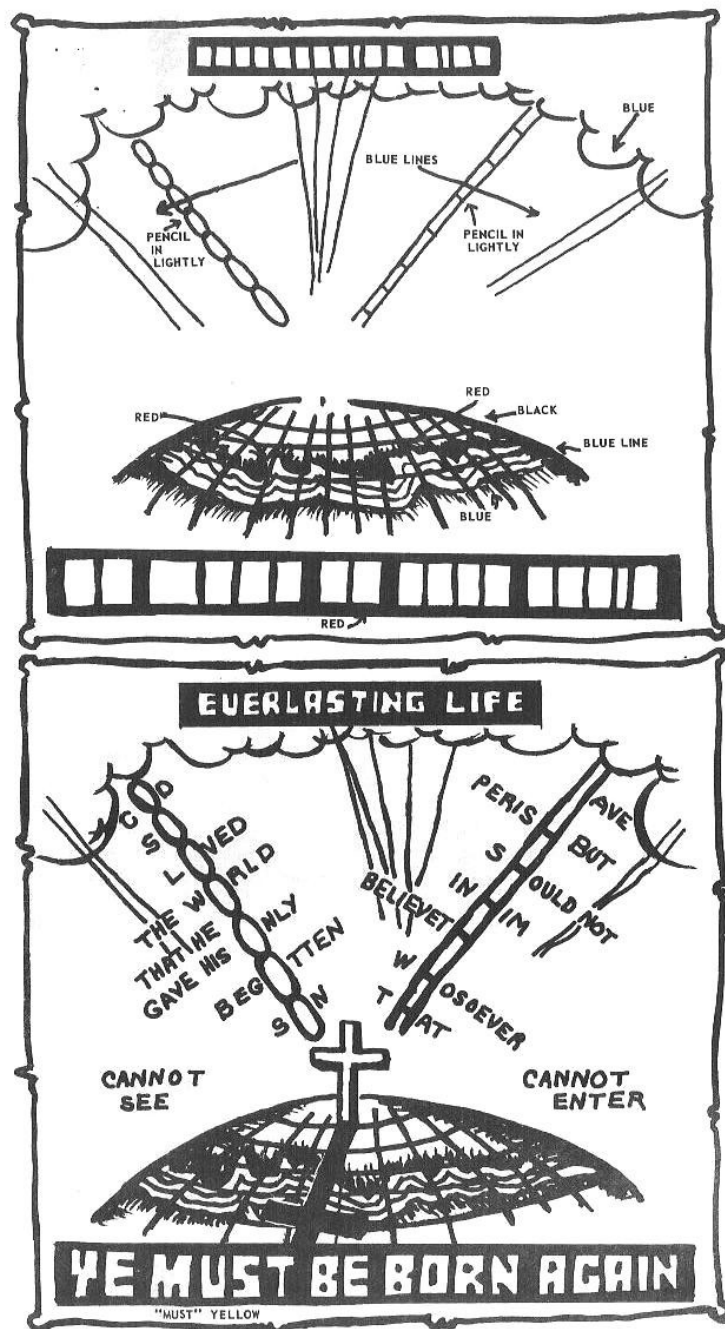 BLUE
BLUE LINES
PENCIL
IN
LIGHTLY
PENCIL IN
LIGHTLY
RED
RED
BLACK
BLUE LINE
BLUE
RED
EVERLASTING LIFE
G D
S
L VED
THE W RLD
THAT HE
GAVE HIS NLY
BEG TTEN
S N
PERIS AVE
BUT
S OULD NOT
IN IM
BELIEVET
W OSOEVER
T AT
CANNOT
SEE
CANNOT
ENTER
YE MUST BE BORN AGAIN
"MUST" YELLOW